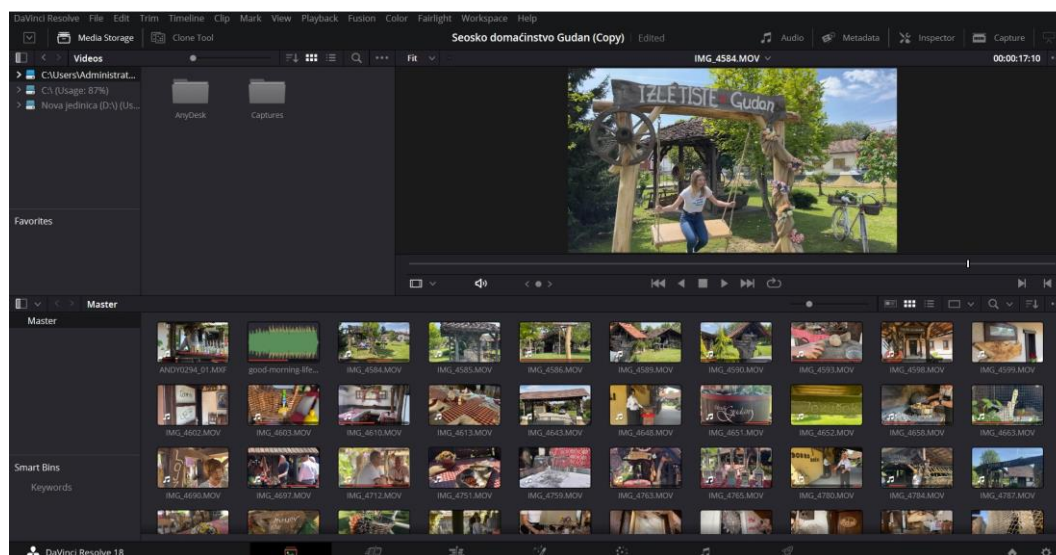 DaVinci Resolve File Edit Trim Timeline Clip Mark View Playback Fusion Color Fairlight Workspace Help
Media Storage Clone Tool Seosko domaćinstvo Gudan (Copy) Edited Audio Metadata Inspector Capture
Videos Fit IMG_4584.MOV 00:00:17:10
C:\Users\Administrat...
C:\ (Usage: 87%)
Nova jedinica (D:\) (Us...
AnyDesk Captures
IZLETIŠTE Gudan
Favorites
Master
Master
ANDY0294_01.MXF good-morning-life... IMG_4584.MOV IMG_4585.MOV IMG_4586.MOV IMG_4589.MOV IMG_4590.MOV IMG_4593.MOV IMG_4598.MOV IMG_4599.MOV
IMG_4602.MOV IMG_4603.MOV IMG_4610.MOV IMG_4613.MOV IMG_4643.MOV IMG_4648.MOV IMG_4651.MOV IMG_4652.MOV IMG_4658.MOV IMG_4663.MOV
Smart Bins
Keywords
IMG_4690.MOV IMG_4697.MOV IMG_4712.MOV IMG_4751.MOV IMG_4759.MOV IMG_4763.MOV IMG_4765.MOV IMG_4780.MOV IMG_4784.MOV IMG_4787.MOV
DaVinci Resolve 18